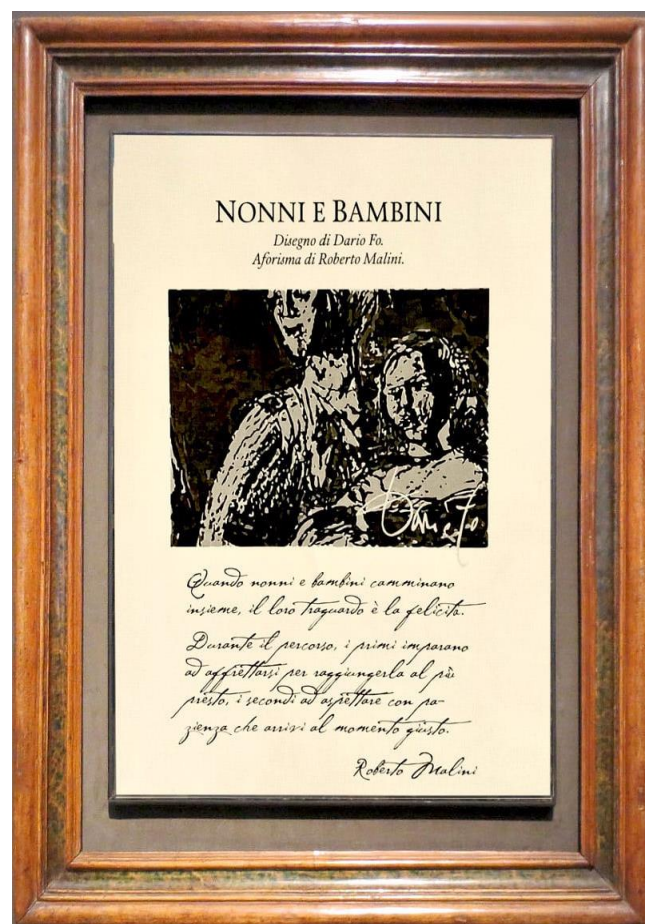 NONNI E BAMBINI
Disegno di Dario Fo.
Aforisma di Roberto Malini.
Dario Fo
Quando nonni e bambini camminano
insieme, il loro traguardo è la felicità.
Durante il percorso, i primi imparano
ad affrettarsi per raggiungerla al più
presto, i secondi ad aspettare con pa-
zienza che arrivi al momento giusto.
Roberto Malini